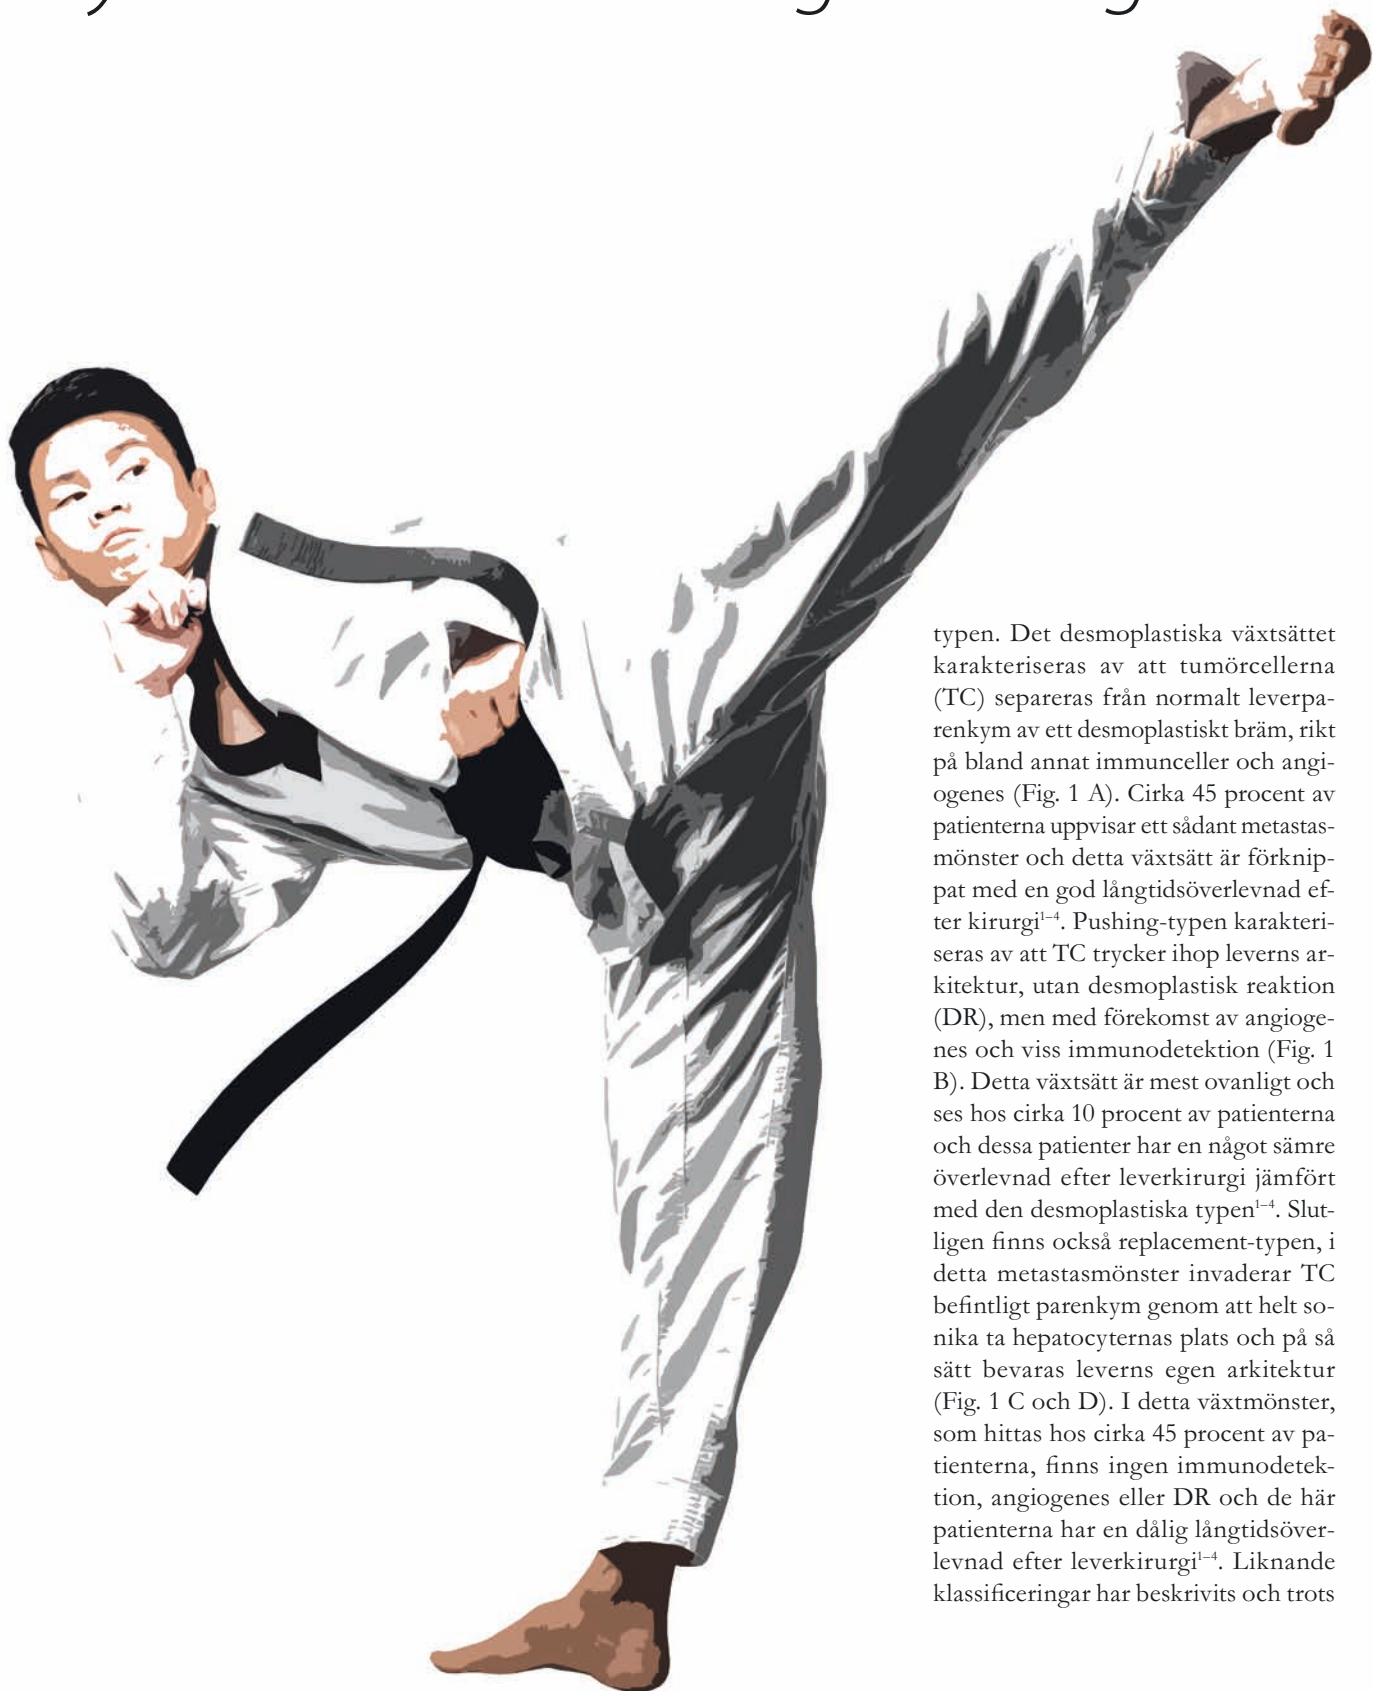 typen. Det desmoplastiska växtsättet
karakteriseras av att tumörcellerna
(TC) separeras från normalt leverpa-
renkym av ett desmoplastiskt bräm, rikt
på bland annat immunceller och angi-
ogenes (Fig. 1 A). Cirka 45 procent av
patienterna uppvisar ett sådant metastas-
mönster och detta växtsätt är förknip-
pat med en god långtidsöverlevnad ef-
ter kirurgi¹⁻⁴. Pushing-typen karakteri-
seras av att TC trycker ihop leverns ar-
kitektur, utan desmoplastisk reaktion
(DR), men med förekomst av angioge-
nes och viss immunodetektion (Fig. 1
B). Detta växtsätt är mest ovanligt och
ses hos cirka 10 procent av patienterna
och dessa patienter har en något sämre
överlevnad efter leverkirurgi jämfört
med den desmoplastiska typen¹⁻⁴. Slut-
ligen finns också replacement-typen, i
detta metastasmönster invaderar TC
befintligt parenkym genom att helt so-
nika ta hepatocyternas plats och på så
sätt bevaras leverns egen arkitektur
(Fig. 1 C och D). I detta växtmönster,
som hittas hos cirka 45 procent av pa-
tienterna, finns ingen immunodetek-
tion, angiogenes eller DR och de här
patienterna har en dålig långtidsöver-
levnad efter leverkirurgi¹⁻⁴. Liknande
klassificeringar har beskrivits och trots